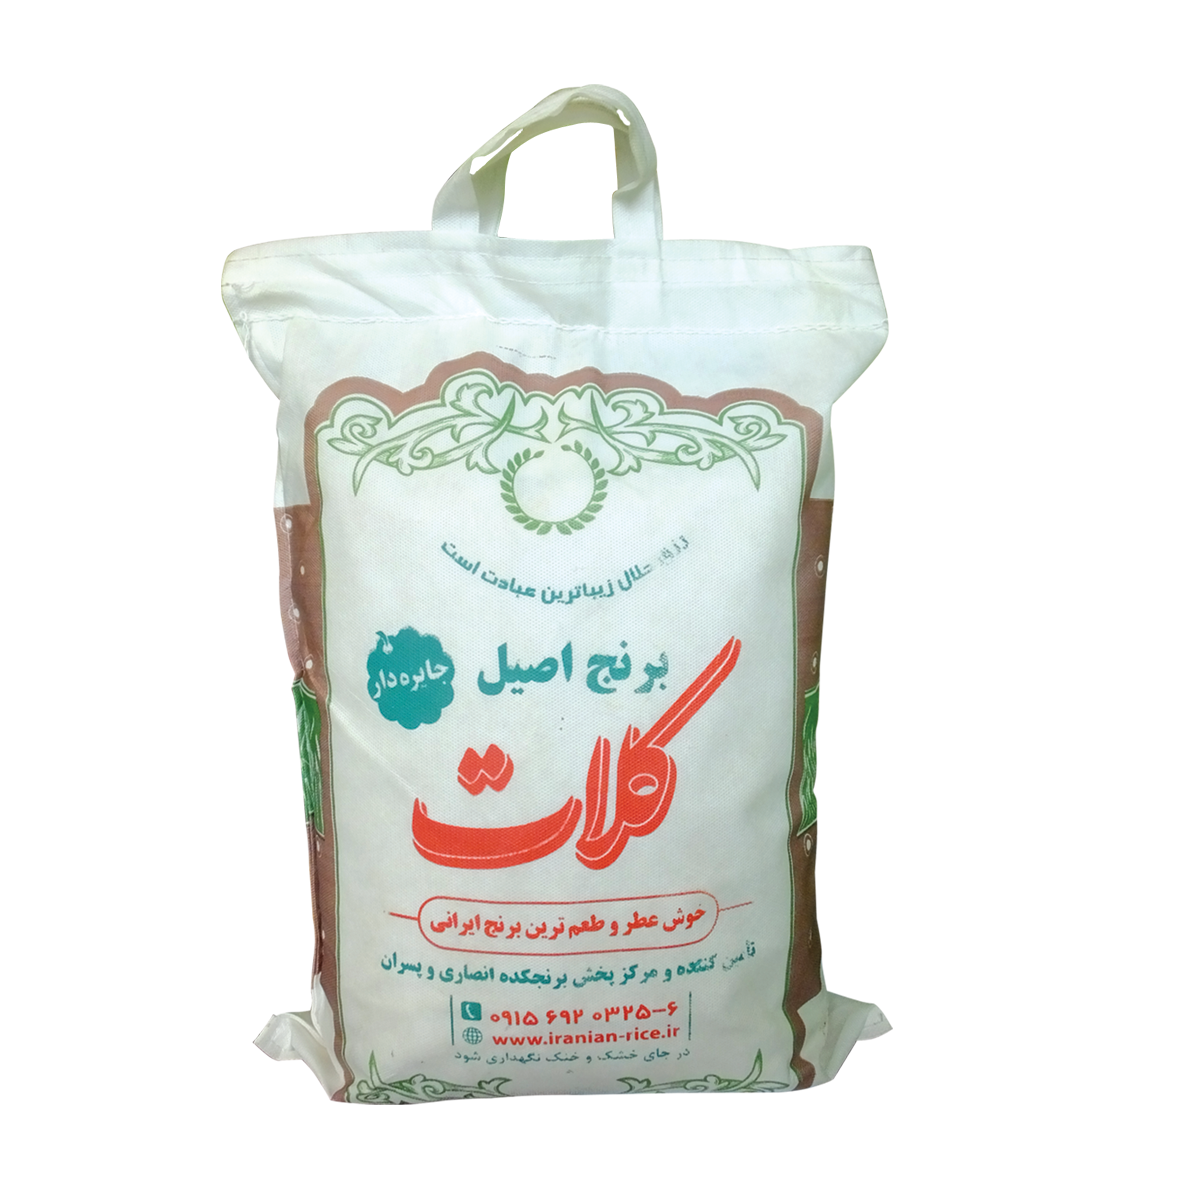 رزق حلال زیباترین عبادت است
برنج اصیل
جایزه‌دار
کلات
خوش عطر و طعم ترین برنج ایرانی
تأمین کننده و مرکز پخش برنجکده انصاری و پسران
۰۹۱۵ ۶۹۲ ۰۳۲۵-۶
www.iranian-rice.ir
در جای خشک و خنک نگهداری شود